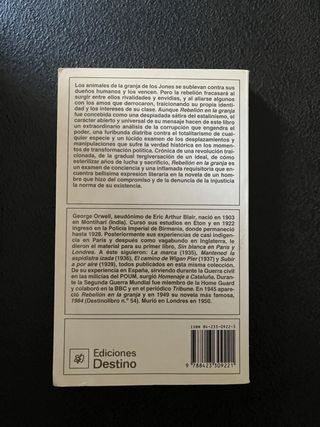 Los animales de la granja de los Jones se sublevan contra sus
dueños humanos y los vencen. Pero la rebelión fracasará al
surgir entre ellos rivalidades y envidias, y al aliarse algunos
con los amos que derrocaron, traicionando su propia identi-
dad y los intereses de su clase. Aunque Rebelión en la granja
fue concebida como una despiadada sátira del estalinismo, el
carácter abierto y universal de su mensaje hacen de este libro
un extraordinario análisis de la corrupción que engendra el po-
der, una furibunda diatriba contra el totalitarismo de cual-
quier especie y un lúcido examen de los desplazamientos y
manipulaciones que sufre la verdad histórica en los momen-
tos de transformación política. Crónica de una revolución trai-
cionada, de la gradual tergiversación de un ideal, de cómo
esterilizar años de lucha y sacrificio, Rebelión en la granja es
un examen de conciencia y una inflamada requisitoria que en-
cuentra bellísima expresión literaria en la novela de un hom-
bre que hizo del compromiso y de la denuncia de la injusticia
la norma de su existencia.
George Orwell, seudónimo de Eric Arthur Blair, nació en 1903
en Montihari (India). Cursó sus estudios en Eton y en 1922
ingresó en la Policía Imperial de Birmania, donde permaneció
hasta 1928. Posteriormente sus experiencias de casi indigen-
cia en París y después como vagabundo en Inglaterra, le
dieron el material para su primer libro, Sin blanca en París y
Londres. A éste siguieron: La marca (1935), Mantened la
aspidistra izada (1936), El camino de Wigan Pier (1937) y Subir
a por aire (1939), todos publicados en esta misma colección.
De su experiencia en España, sirviendo durante la Guerra civil
en las milicias del POUM, surgió Homenaje a Cataluña. Duran-
te la Segunda Guerra Mundial fue miembro de la Home Guard
y colaboró en la BBC y en el periódico Tribune. En 1945 apare-
ció Rebelión en la granja y en 1949 su novela más famosa,
1984 (Destinolibro n.º 54). Murió en Londres en 1950.
Ediciones
Destino
ISBN 84-233-0922-5
9 788423 309221